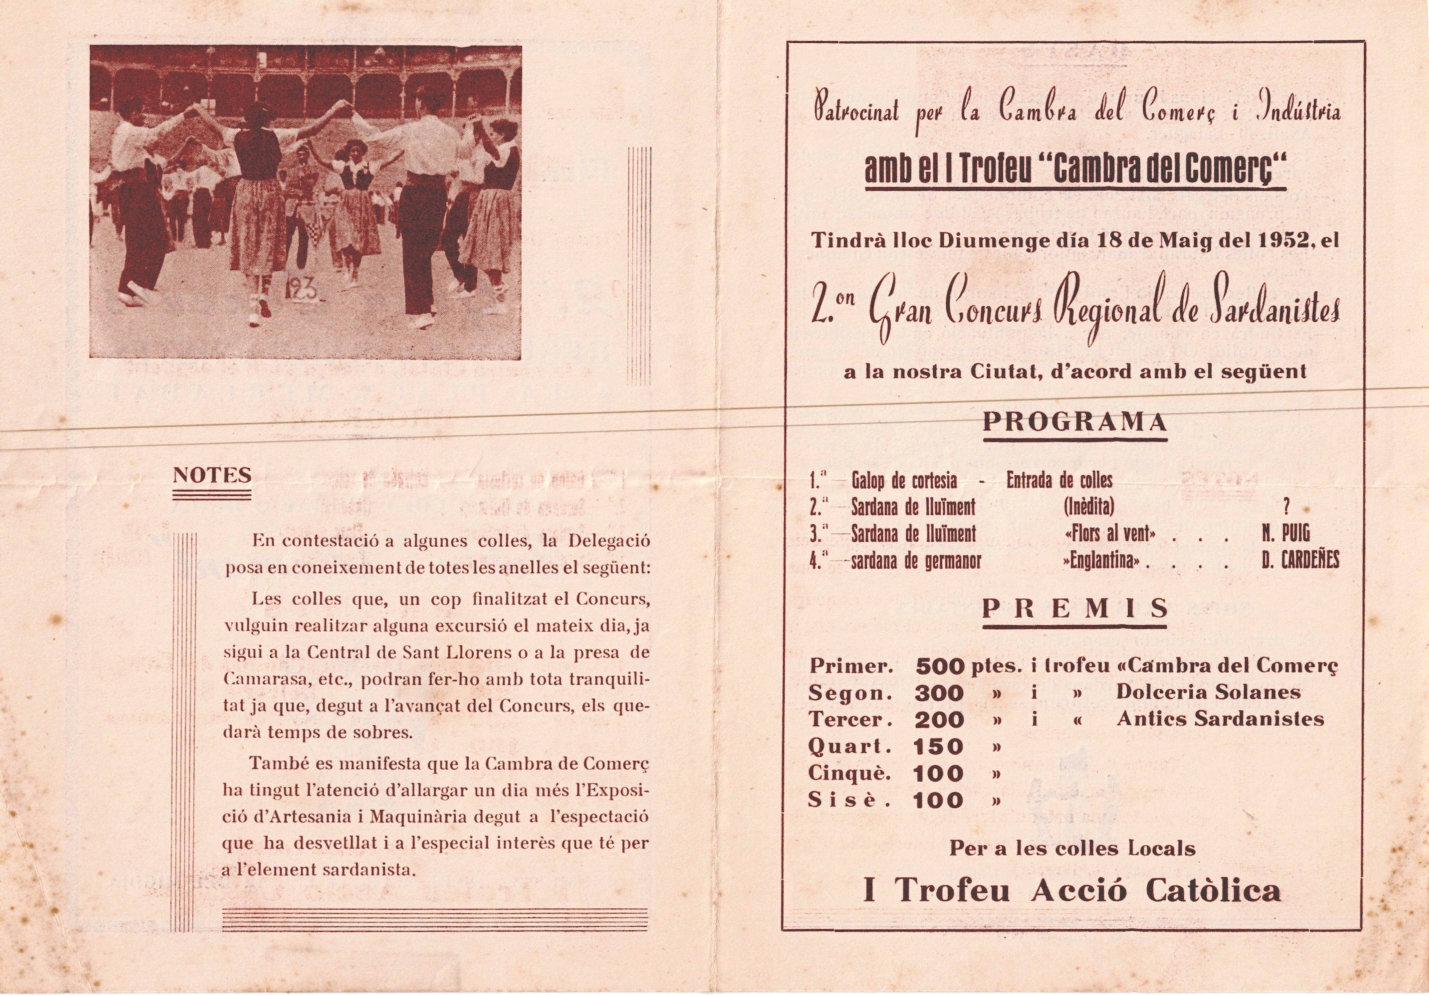 23
NOTES
En contestació a algunes colles, la Delegació
posa en coneixement de totes les anelles el següent:
Les colles que, un cop finalitzat el Concurs,
vulguin realitzar alguna excursió el mateix dia, ja
sigui a la Central de Sant Llorens o a la presa de
Camarasa, etc., podran fer-ho amb tota tranquili-
tat ja que, degut a l'avançat del Concurs, els que-
darà temps de sobres.
També es manifesta que la Cambra de Comerç
ha tingut l'atenció d'allargar un dia més l'Exposi-
ció d'Artesania i Maquinària degut a l'espectació
que ha desvetllat i a l'especial interès que té per
a l'element sardanista.
Patrocinat per la Cambra del Comerç i Indústria
amb el I Trofeu "Cambra del Comerç"
Tindrà lloc Diumenge día 18 de Maig del 1952, el
2.on Gran Concurs Regional de Sardanistes
a la nostra Ciutat, d'acord amb el següent
PROGRAMA
1.ª — Galop de cortesia - Entrada de colles
2.ª — Sardana de lluïment (Inèdita) ?
3.ª — Sardana de lluïment «Flors al vent» . . . N. PUIG
4.ª — sardana de germanor »Englantina» . . . . D. CARDEÑES
PREMIS
Primer. 500 ptes. i trofeu «Cambra del Comerç
Segon. 300 » i » Dolceria Solanes
Tercer. 200 » i « Antics Sardanistes
Quart. 150 »
Cinquè. 100 »
Sisè. 100 »
Per a les colles Locals
I Trofeu Acció Catòlica